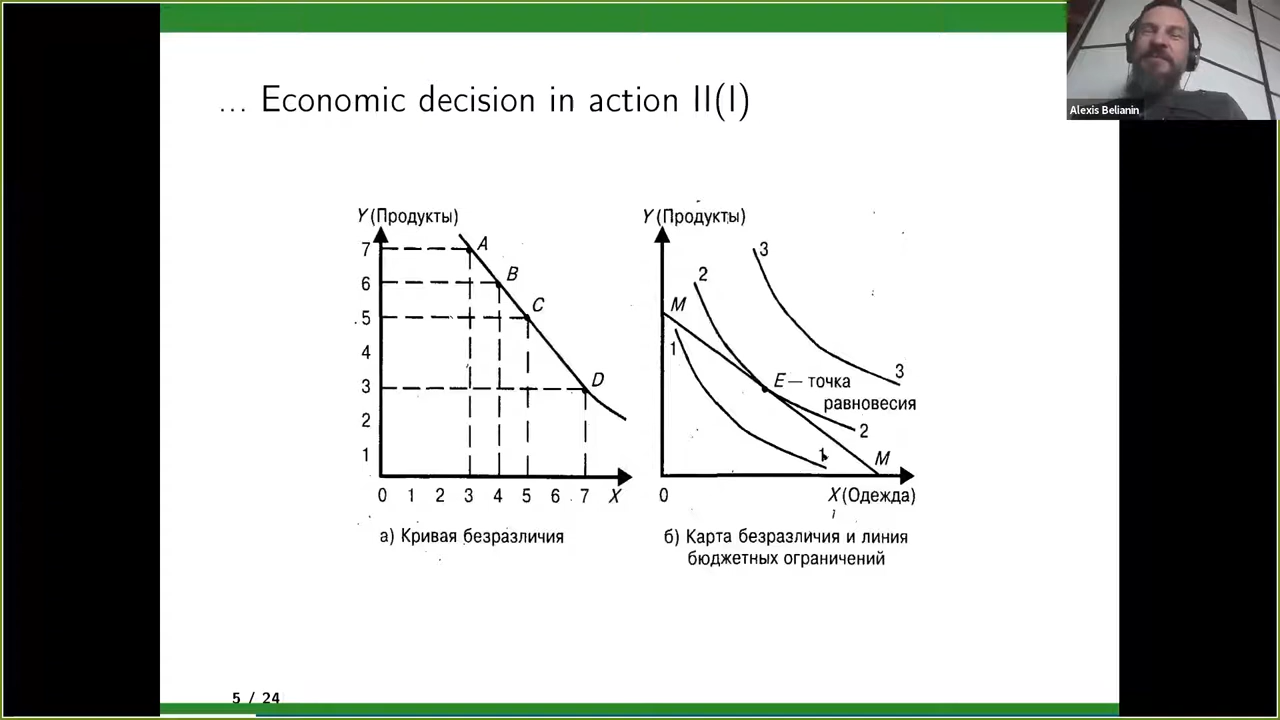 Alexis Belianin
... Economic decision in action II(I)
Y (Продукты)
7
6
5
4
3
2
1
A
B
C
D
0 1 2 3 4 5 6 7 X
а) Кривая безразличия
Y (Продукты)
3
2
M
1
3
E — точка
равновесия
2
1
M
0
X (Одежда)
б) Карта безразличия и линия
бюджетных ограничений
5 / 24